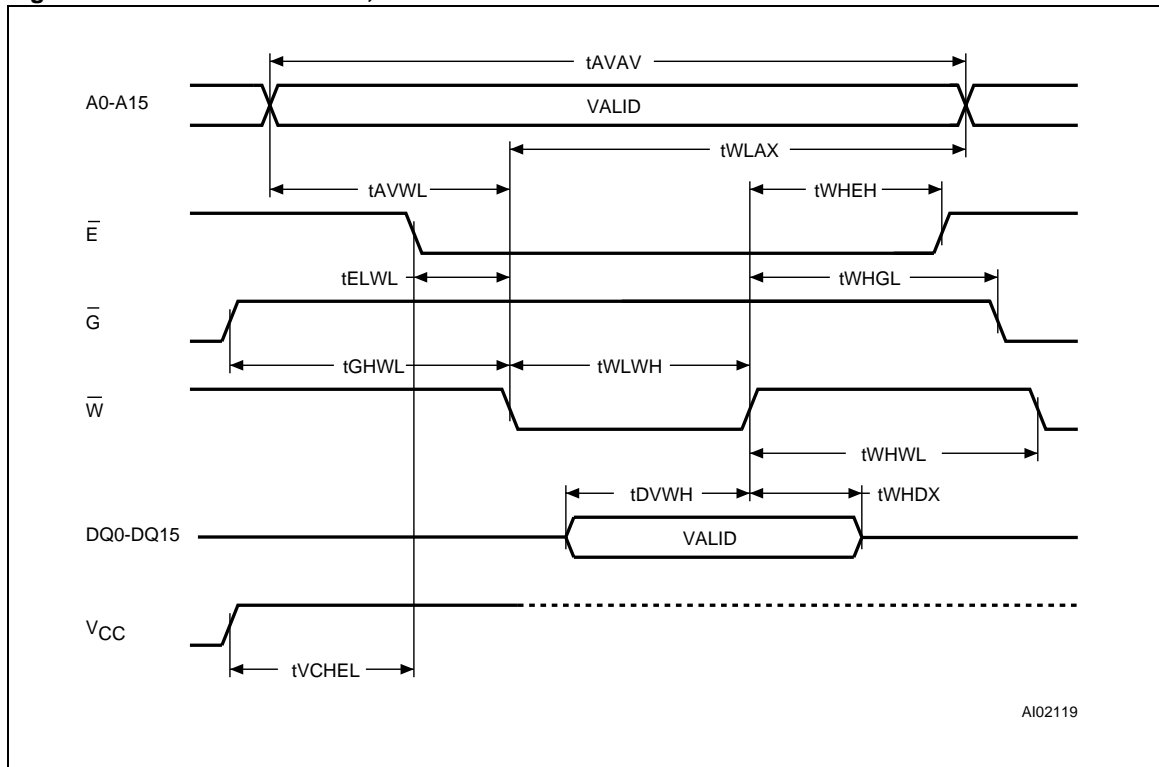 tAVAV
A0-A15
VALID
tWLAX
tAVWL
tWHEH
E̅
tELWL
tWHGL
G̅
tGHWL
tWLWH
W̅
tWHWL
tDVWH
tWHDX
DQ0-DQ15
VALID
VCC
tVCHEL
AI02119